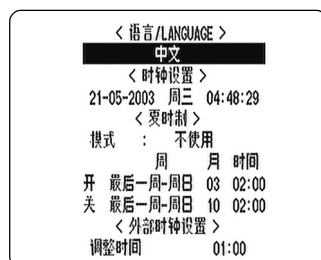 < 语言/LANGUAGE >
中文
< 时钟设置 >
21-05-2003 周三 04:48:29
< 夏时制 >
模式 : 不使用
周 月 时间
开 最后一周-周日 03 02:00
关 最后一周-周日 10 02:00
< 外部时钟设置 >
调整时间 01:00